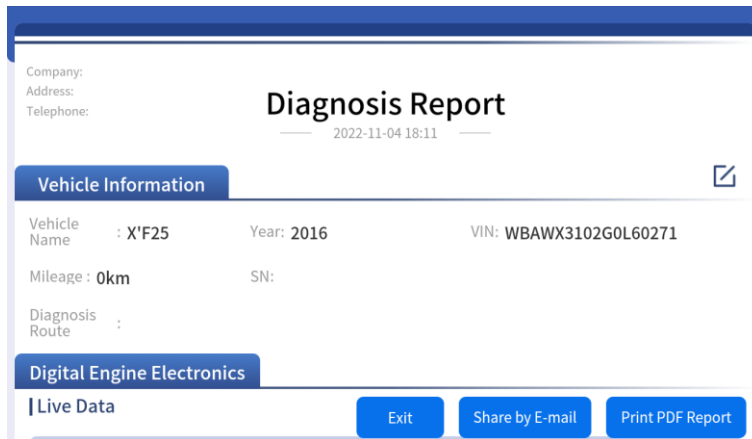 Company:
Address:
Telephone:
Diagnosis Report
2022-11-04 18:11
Vehicle Information
Vehicle Name : X'F25 Year: 2016 VIN: WBAWX3102G0L60271
Mileage : 0km SN:
Diagnosis Route :
Digital Engine Electronics
Live Data
Exit Share by E-mail Print PDF Report